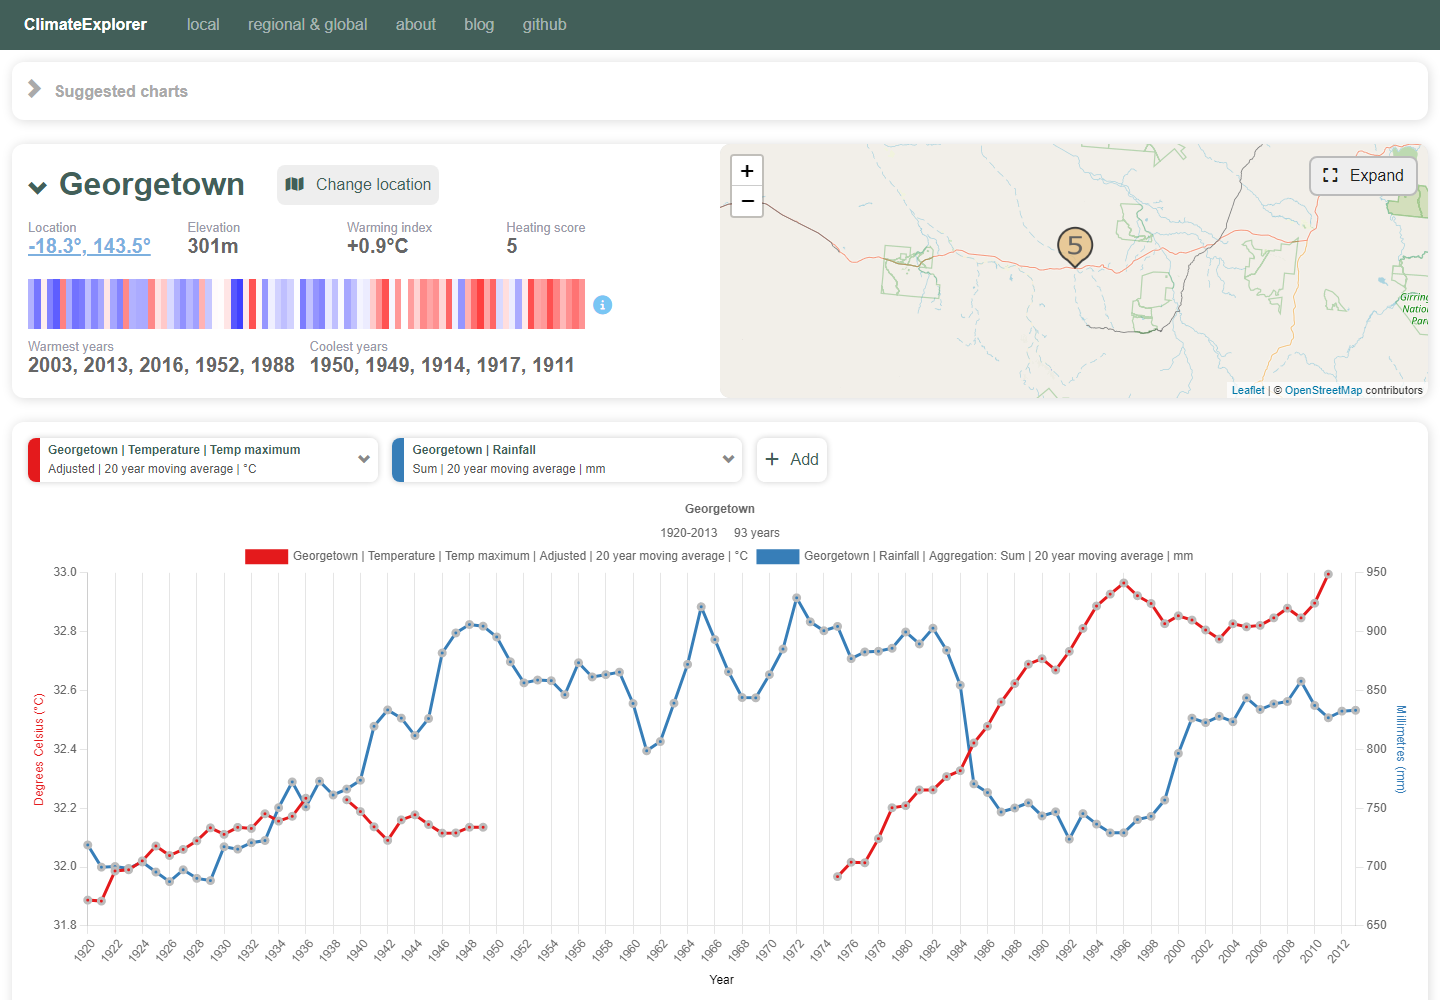 ClimateExplorer local regional & global about blog github
Suggested charts
Georgetown Change location
Location Elevation Warming index Heating score
-18.3°, 143.5° 301m +0.9°C 5
Warmest years Coolest years
2003, 2013, 2016, 1952, 1988 1950, 1949, 1914, 1917, 1911
+
−
5
Expand
Girring
Natio
Par
Leaflet | © OpenStreetMap contributors
Georgetown | Temperature | Temp maximum
Adjusted | 20 year moving average | °C
Georgetown | Rainfall
Sum | 20 year moving average | mm
+ Add
Georgetown
1920-2013 93 years
Georgetown | Temperature | Temp maximum | Adjusted | 20 year moving average | °C
Georgetown | Rainfall | Aggregation: Sum | 20 year moving average | mm
33.0
32.8
32.6
32.4
32.2
32.0
31.8
Degrees Celsius (°C)
950
900
850
800
750
700
650
Millimetres (mm)
1920 1922 1924 1926 1928 1930 1932 1934 1936 1938 1940 1942 1944 1946 1948 1950 1952 1954 1956 1958 1960 1962 1964 1966 1968 1970 1972 1974 1976 1978 1980 1982 1984 1986 1988 1990 1992 1994 1996 1998 2000 2002 2004 2006 2008 2010 2012
Year